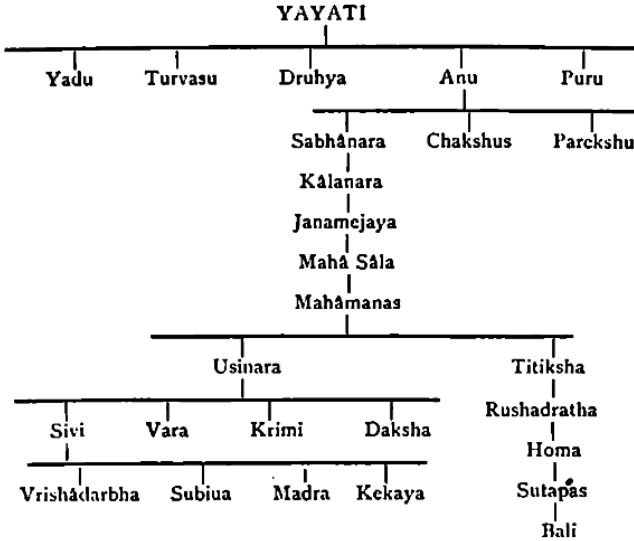 YAYATI
Yadu Turvasu Druhya Anu Puru
Sabhânara Chakshus Parekshu
Kâlanara
Janamejaya
Mahâ Sâla
Mahâmanas
Usinara Titiksha
Rushadratha
Sivi Vara Krimi Daksha
Homa
Vrishâdarbha Subiua Madra Kekaya
Sutapâs
Bali